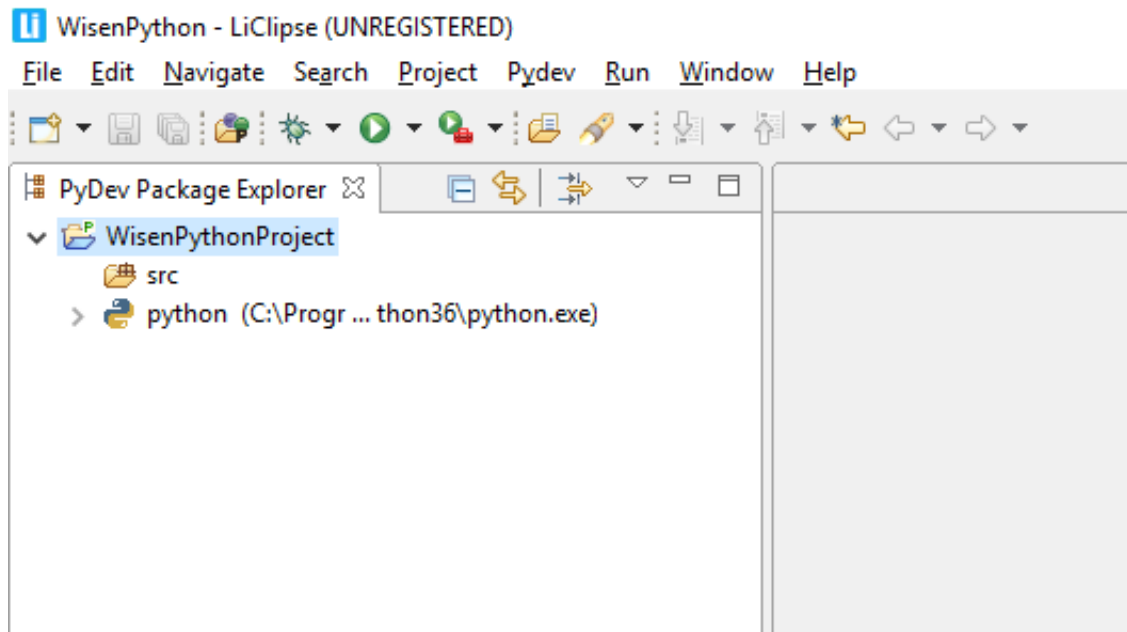 Li WisenPython - LiClipse (UNREGISTERED)
File Edit Navigate Search Project Pydev Run Window Help
PyDev Package Explorer
WisenPythonProject
src
python (C:\Progr ... thon36\python.exe)